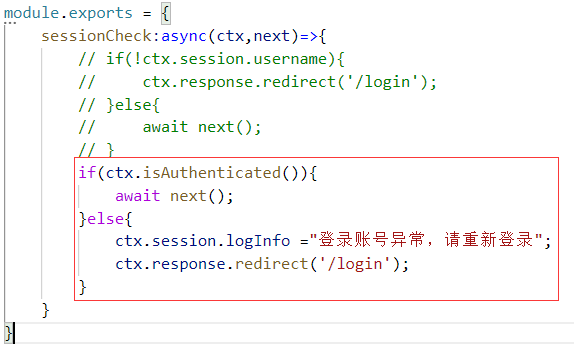 module.exports = {
    sessionCheck:async(ctx,next)=>{
        // if(!ctx.session.username){
        //     ctx.response.redirect('/login');
        // }else{
        //     await next();
        // }
        if(ctx.isAuthenticated()){
            await next();
        }else{
            ctx.session.logInfo ="登录账号异常，请重新登录";
            ctx.response.redirect('/login');
        }
    }
}